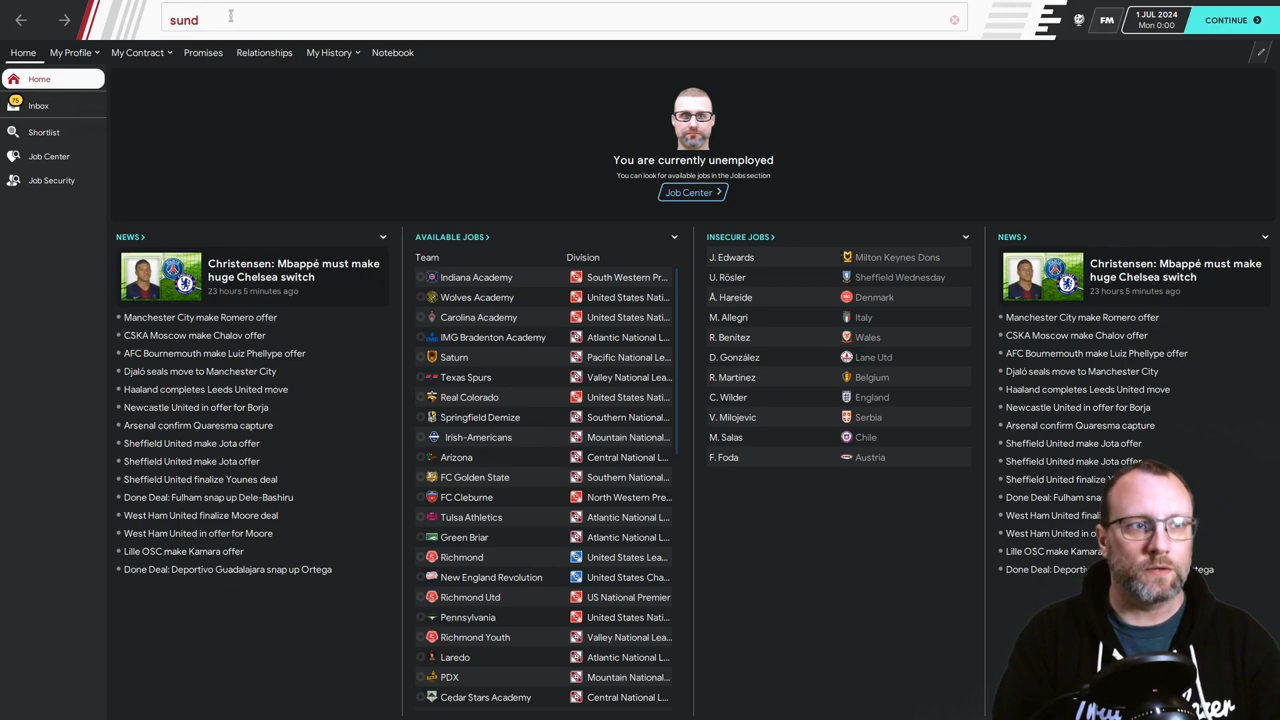 sund
FM
1 JUL 2024
Mon 0:00
CONTINUE
Home
My Profile
My Contract
Promises
Relationships
My History
Notebook
Home
75
Inbox
Shortlist
Job Center
Job Security
You are currently unemployed
You can look for available jobs in the Jobs section
Job Center
NEWS
Christensen: Mbappé must make
huge Chelsea switch
23 hours 5 minutes ago
Manchester City make Romero offer
CSKA Moscow make Chalov offer
AFC Bournemouth make Luiz Phellype offer
Djaló seals move to Manchester City
Haaland completes Leeds United move
Newcastle United in offer for Borja
Arsenal confirm Quaresma capture
Sheffield United make Jota offer
Sheffield United make Jota offer
Sheffield United finalize Younes deal
Done Deal: Fulham snap up Dele-Bashiru
West Ham United finalize Moore deal
West Ham United in offer for Moore
Lille OSC make Kamara offer
Done Deal: Deportivo Guadalajara snap up Ortega
AVAILABLE JOBS
Team Division
Indiana Academy South Western Pr...
Wolves Academy United States Nati...
Carolina Academy United States Nati...
IMG Bradenton Academy Atlantic National L...
Saturn Pacific National Le...
Texas Spurs Valley National Lea...
Real Colorado United States Nati...
Springfield Demize Southern National...
Irish-Americans Mountain National...
Arizona Central National L...
FC Golden State Southern National...
FC Cleburne North Western Pre...
Tulsa Athletics Atlantic National L...
Green Briar Atlantic National L...
Richmond United States Lea...
New England Revolution United States Cha...
Richmond Utd US National Premier
Pennsylvania United States Nati...
Richmond Youth Valley National Lea...
Laredo Atlantic National L...
PDX Mountain National...
Cedar Stars Academy Central National L...
INSECURE JOBS
J. Edwards Milton Keynes Dons
U. Rösler Sheffield Wednesday
Å. Hareide Denmark
M. Allegri Italy
R. Benítez Wales
D. González Lane Utd
R. Martínez Belgium
C. Wilder England
V. Milojevic Serbia
M. Salas Chile
F. Foda Austria
NEWS
Christensen: Mbappé must make
huge Chelsea switch
23 hours 5 minutes ago
Manchester City make Romero offer
CSKA Moscow make Chalov offer
AFC Bournemouth make Luiz Phellype offer
Djaló seals move to Manchester City
Haaland completes Leeds United move
Newcastle United in offer for Borja
Arsenal confirm Quaresma capture
Sheffield United make Jota offer
Sheffield United make Jota offer
Sheffield United finalize Younes deal
Done Deal: Fulham snap up
West Ham United finali
West Ham United in o
Lille OSC make Kamara
Done Deal: Deport Ortega